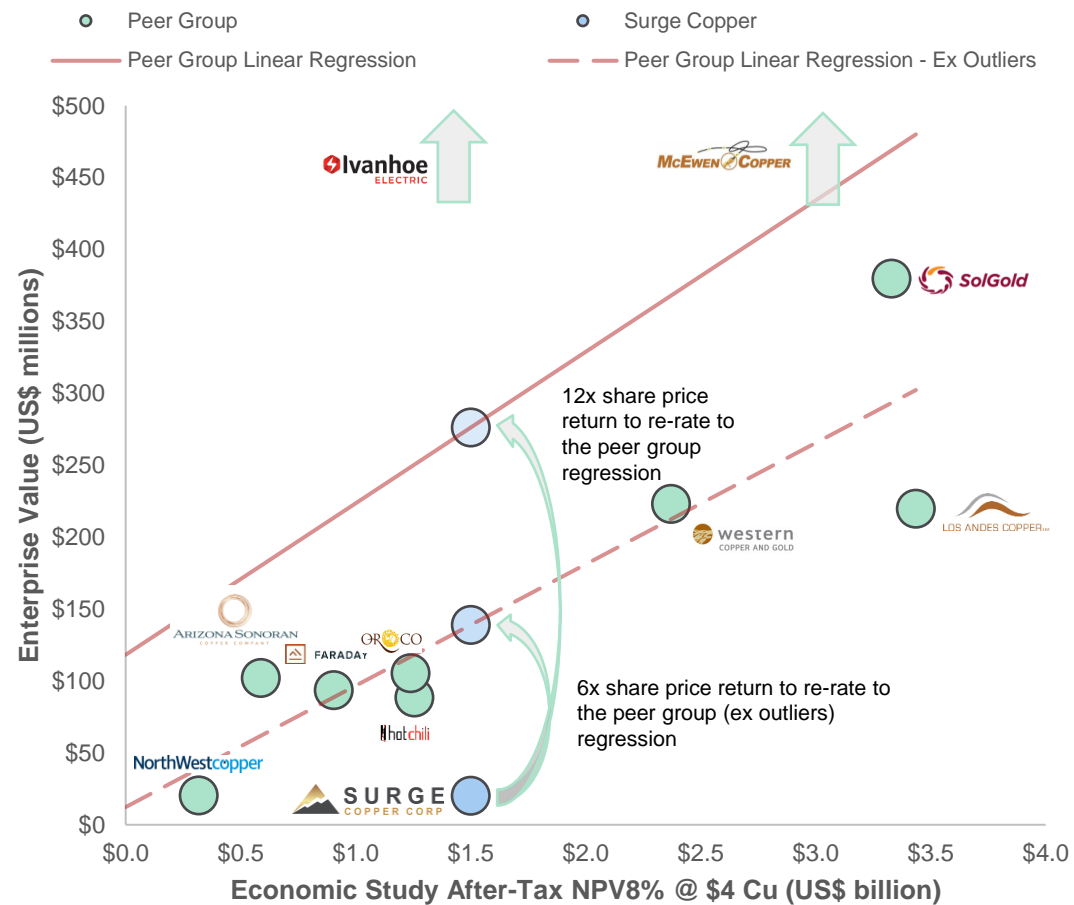 Peer Group
Surge Copper
Peer Group Linear Regression
Peer Group Linear Regression - Ex Outliers
$500
$450
$400
$350
$300
$250
$200
$150
$100
$50
$0
Enterprise Value (US$ millions)
Ivanhoe
ELECTRIC
MCEWEN COPPER
SolGold
12x share price
return to re-rate to
the peer group
regression
western
COPPER AND GOLD
LOS ANDES COPPER LTD
ARIZONA SONORAN
COPPER COMPANY
FARADAY
OROCO
hotchili
6x share price return to re-rate to
the peer group (ex outliers)
regression
NorthWestcopper
SURGE
COPPER CORP
$0.0
$0.5
$1.0
$1.5
$2.0
$2.5
$3.0
$3.5
$4.0
Economic Study After-Tax NPV8% @ $4 Cu (US$ billion)